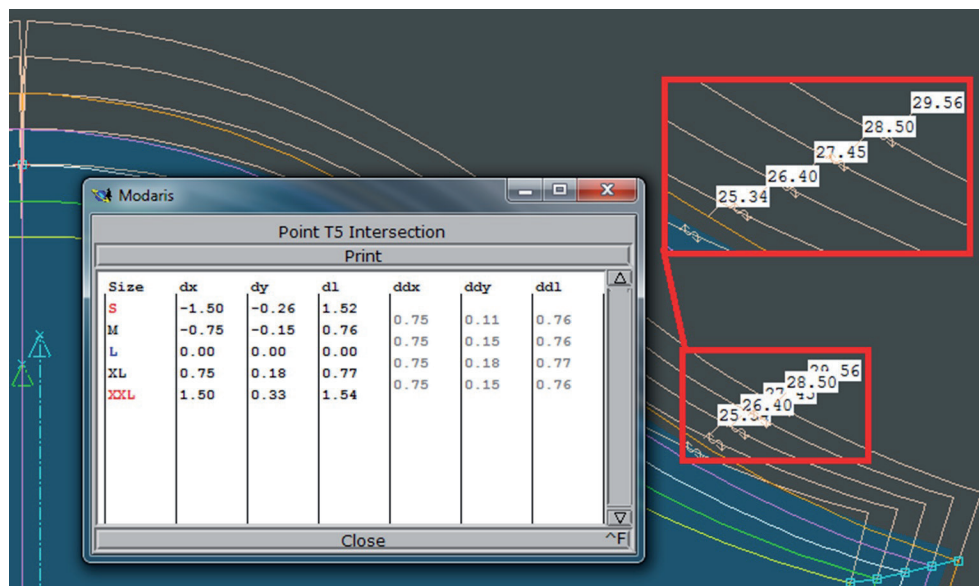 Modaris
Point T5 Intersection
Print
Size dx dy dl ddx ddy ddl
S -1.50 -0.26 1.52
0.75 0.11 0.76
M -0.75 -0.15 0.76
0.75 0.15 0.76
L 0.00 0.00 0.00
0.75 0.18 0.77
XL 0.75 0.18 0.77
0.75 0.15 0.76
XXL 1.50 0.33 1.54
Close ^F
29.56
28.50
27.45
26.40
25.34
28.50
26.40